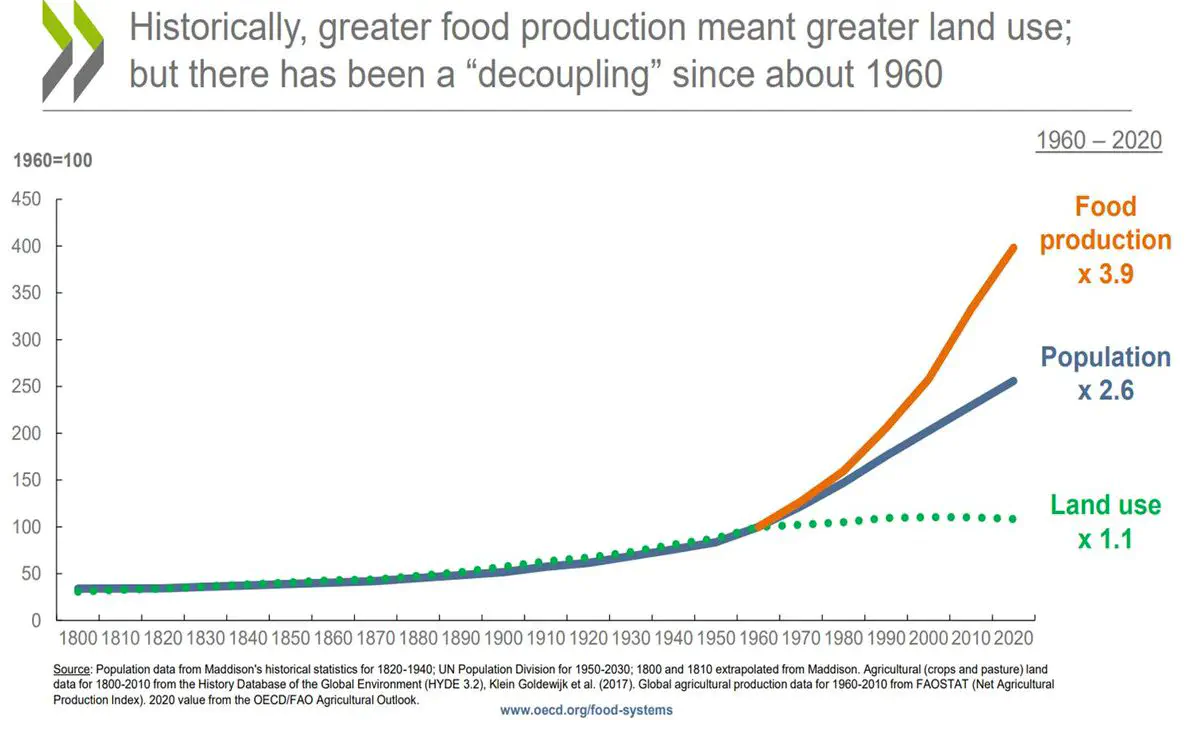 Historically, greater food production meant greater land use;
but there has been a “decoupling” since about 1960
1960 – 2020
1960=100
450
400
350
300
250
200
150
100
50
0
Food
production
x 3.9
Population
x 2.6
Land use
x 1.1
1800 1810 1820 1830 1840 1850 1860 1870 1880 1890 1900 1910 1920 1930 1940 1950 1960 1970 1980 1990 2000 2010 2020
Source: Population data from Maddison's historical statistics for 1820-1940; UN Population Division for 1950-2030; 1800 and 1810 extrapolated from Maddison. Agricultural (crops and pasture) land
data for 1800-2010 from the History Database of the Global Environment (HYDE 3.2), Klein Goldewijk et al. (2017). Global agricultural production data for 1960-2010 from FAOSTAT (Net Agricultural
Production Index). 2020 value from the OECD/FAO Agricultural Outlook.
www.oecd.org/food-systems